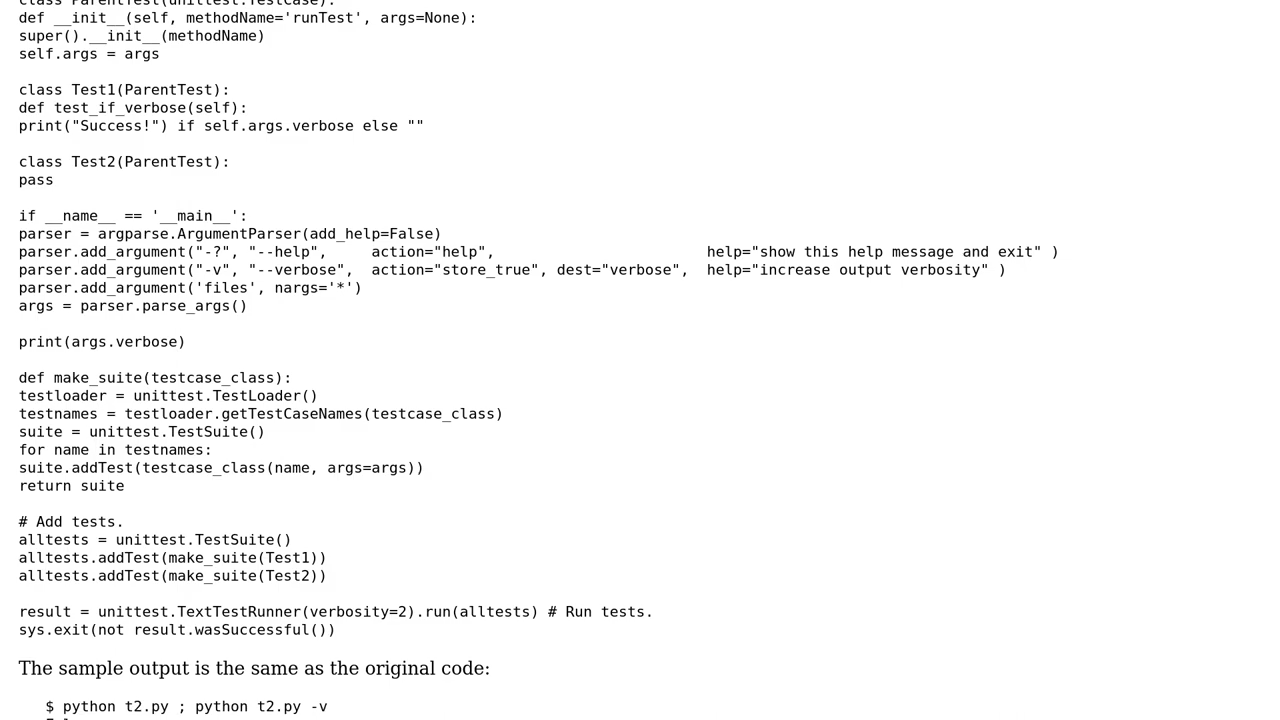 class ParentTest(unittest.TestCase):
def __init__(self, methodName='runTest', args=None):
super().__init__(methodName)
self.args = args

class Test1(ParentTest):
def test_if_verbose(self):
print("Success!") if self.args.verbose else ""

class Test2(ParentTest):
pass

if __name__ == '__main__':
parser = argparse.ArgumentParser(add_help=False)
parser.add_argument("-?", "--help",     action="help",                        help="show this help message and exit" )
parser.add_argument("-v", "--verbose",  action="store_true", dest="verbose",  help="increase output verbosity" )
parser.add_argument('files', nargs='*')
args = parser.parse_args()

print(args.verbose)

def make_suite(testcase_class):
testloader = unittest.TestLoader()
testnames = testloader.getTestCaseNames(testcase_class)
suite = unittest.TestSuite()
for name in testnames:
suite.addTest(testcase_class(name, args=args))
return suite

# Add tests.
alltests = unittest.TestSuite()
alltests.addTest(make_suite(Test1))
alltests.addTest(make_suite(Test2))

result = unittest.TextTestRunner(verbosity=2).run(alltests) # Run tests.
sys.exit(not result.wasSuccessful())

The sample output is the same as the original code:

$ python t2.py ; python t2.py -v